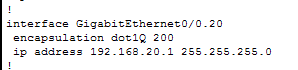 !
interface GigabitEthernet0/0.20
 encapsulation dot1Q 200
 ip address 192.168.20.1 255.255.255.0
!